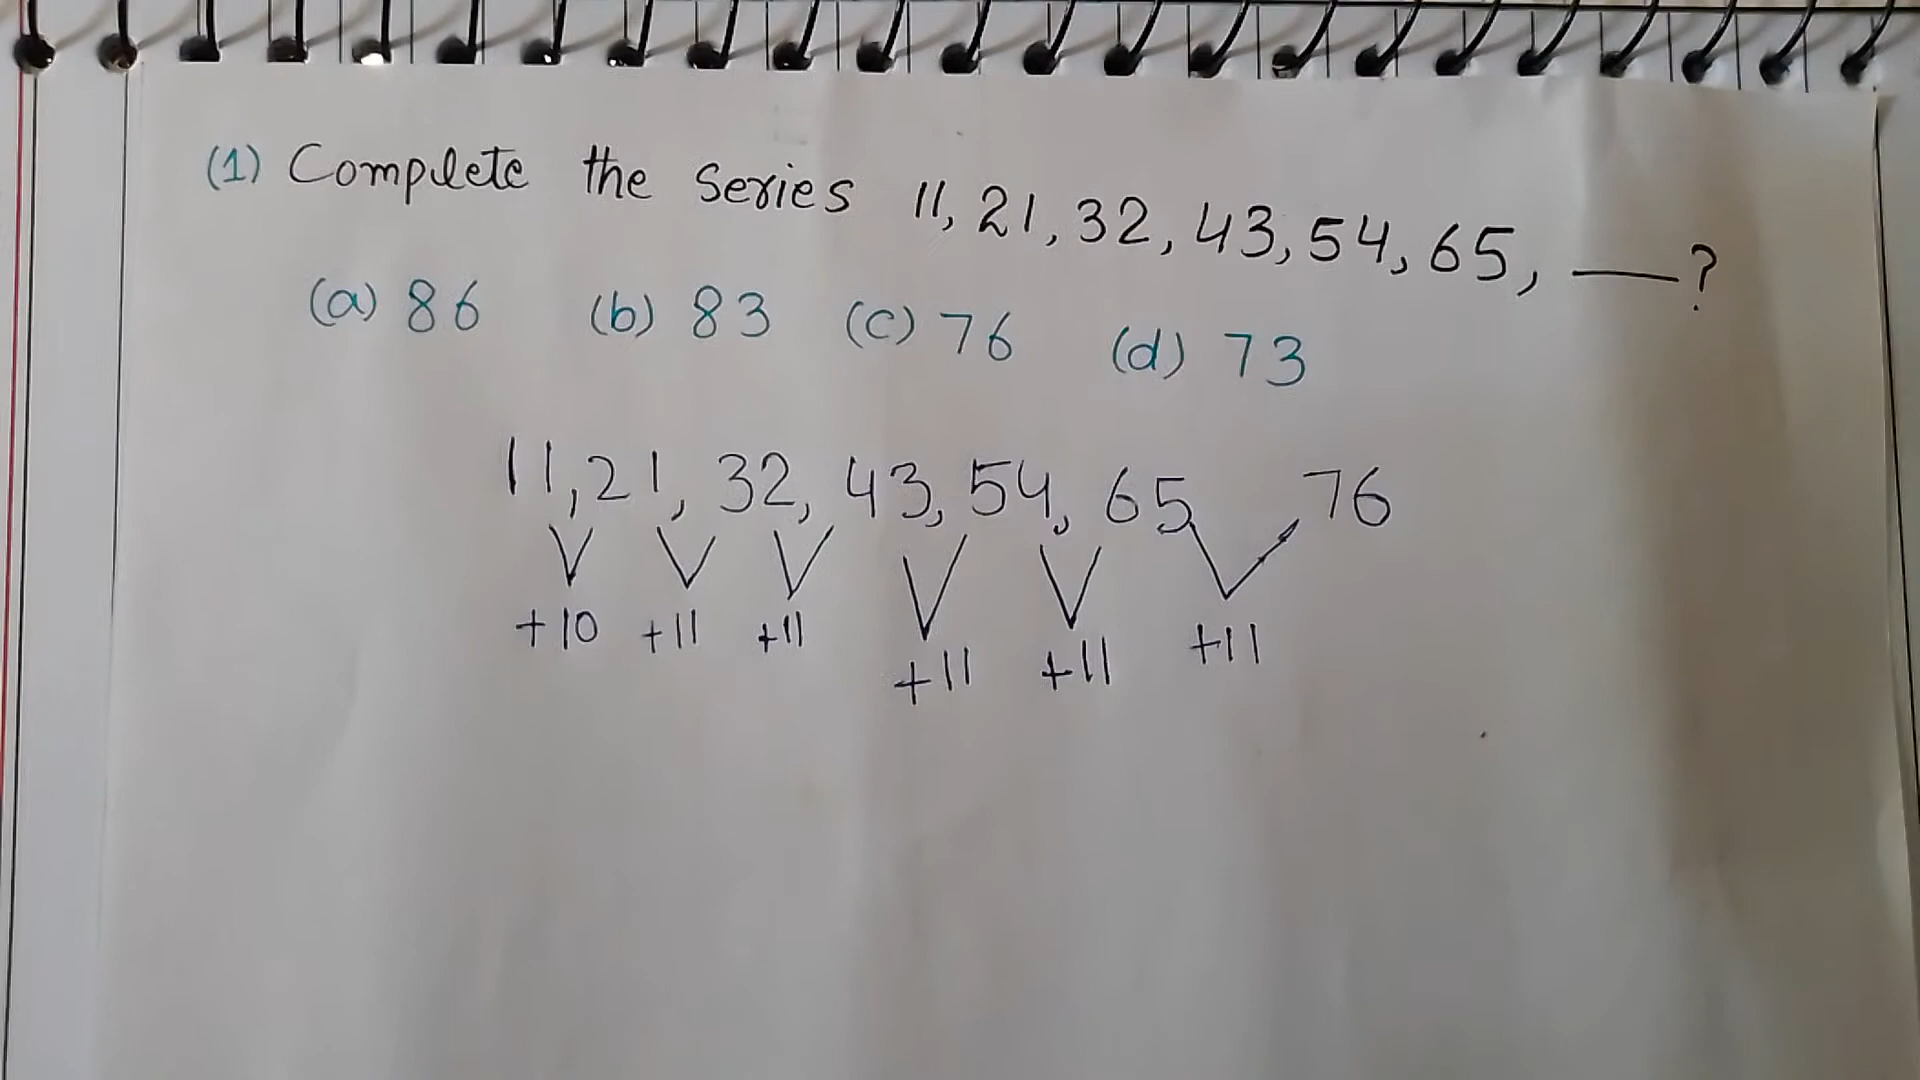 (1) Complete the series 11, 21, 32, 43, 54, 65, —?
(a) 86 (b) 83 (c) 76 (d) 73
11, 21, 32, 43, 54, 65 76
+10 +11 +11 +11 +11 +11